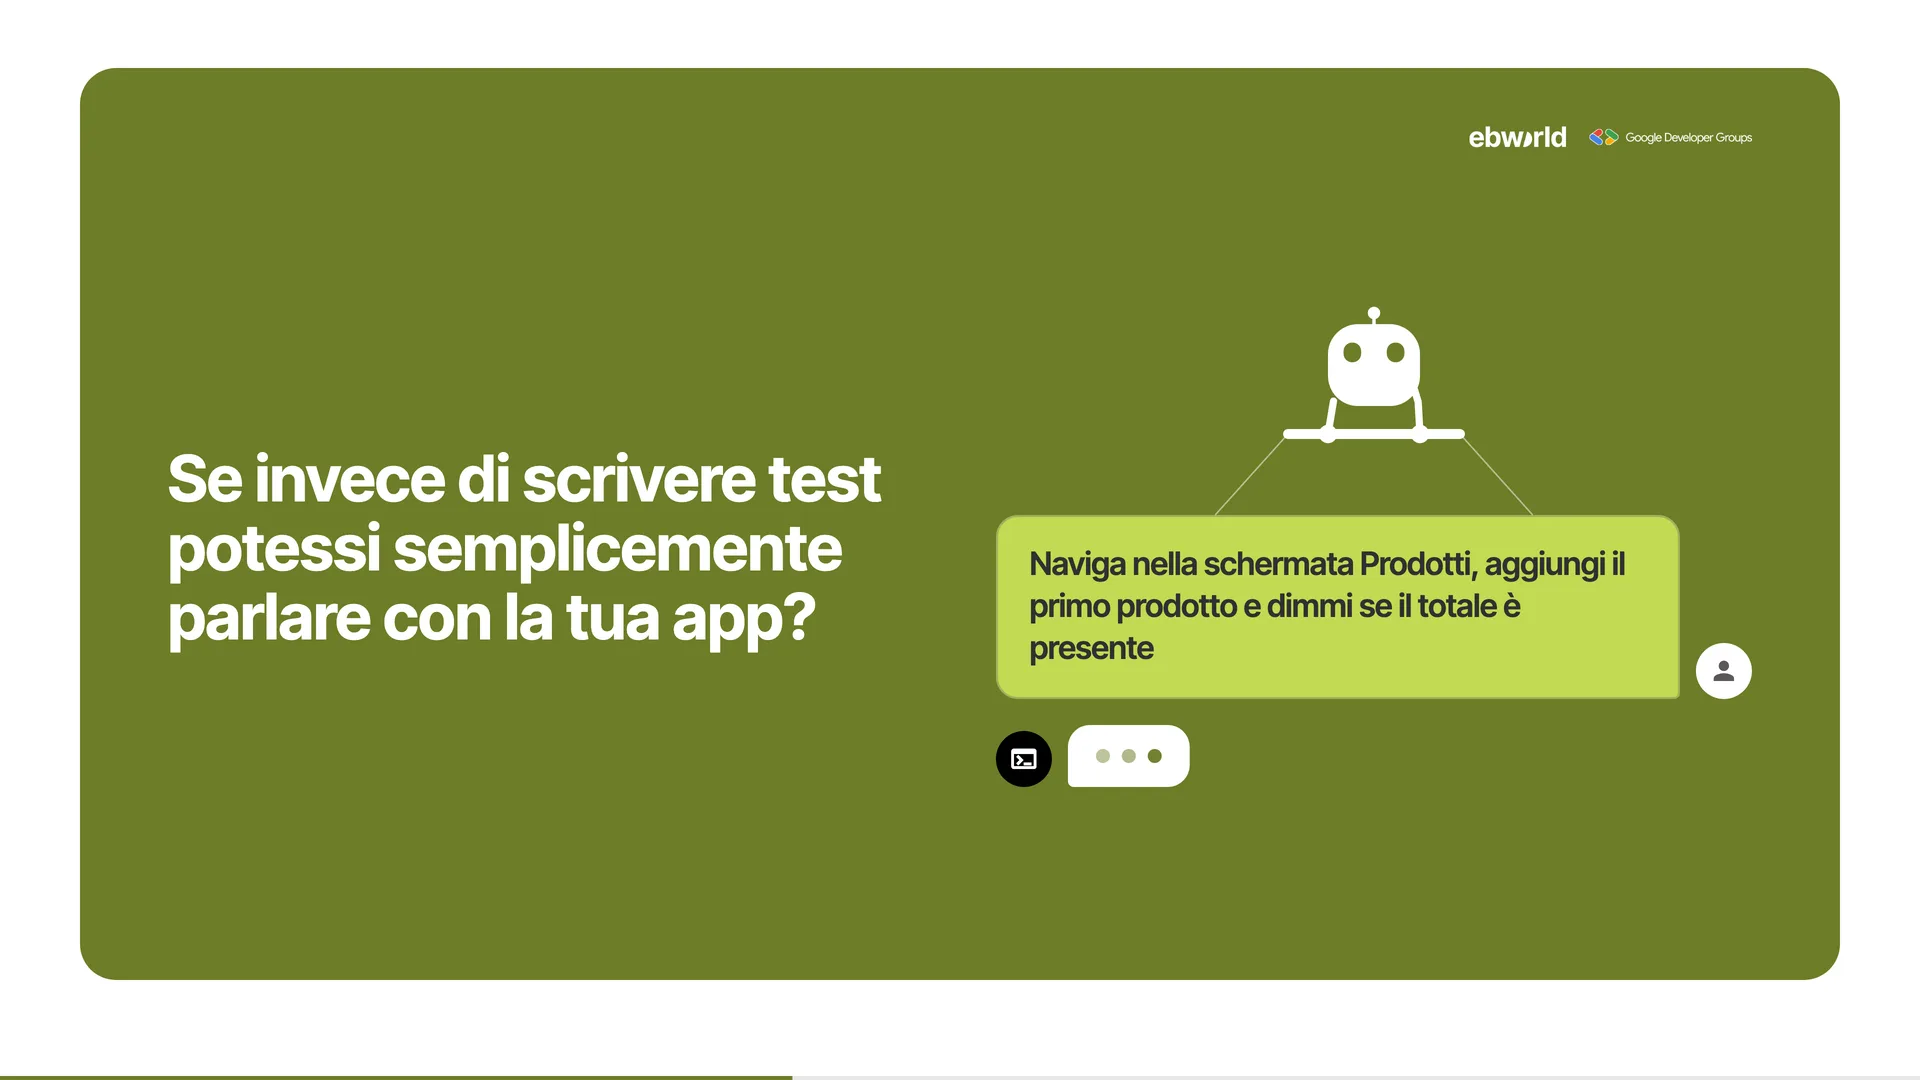 ebworld
Google Developer Groups
Se invece di scrivere test
potessi semplicemente
parlare con la tua app?
Naviga nella schermata Prodotti, aggiungi il
primo prodotto e dimmi se il totale è
presente